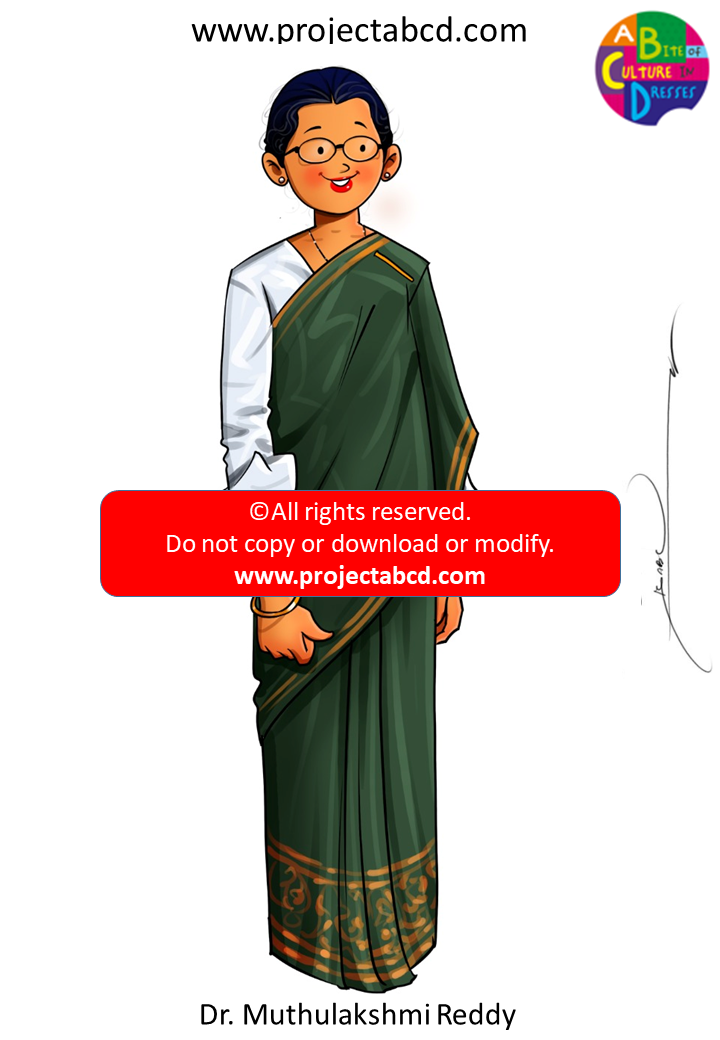 www.projectabcd.com
A BITE OF
CULTURE IN
DRESSES
©All rights reserved.
Do not copy or download or modify.
www.projectabcd.com
Dr. Muthulakshmi Reddy